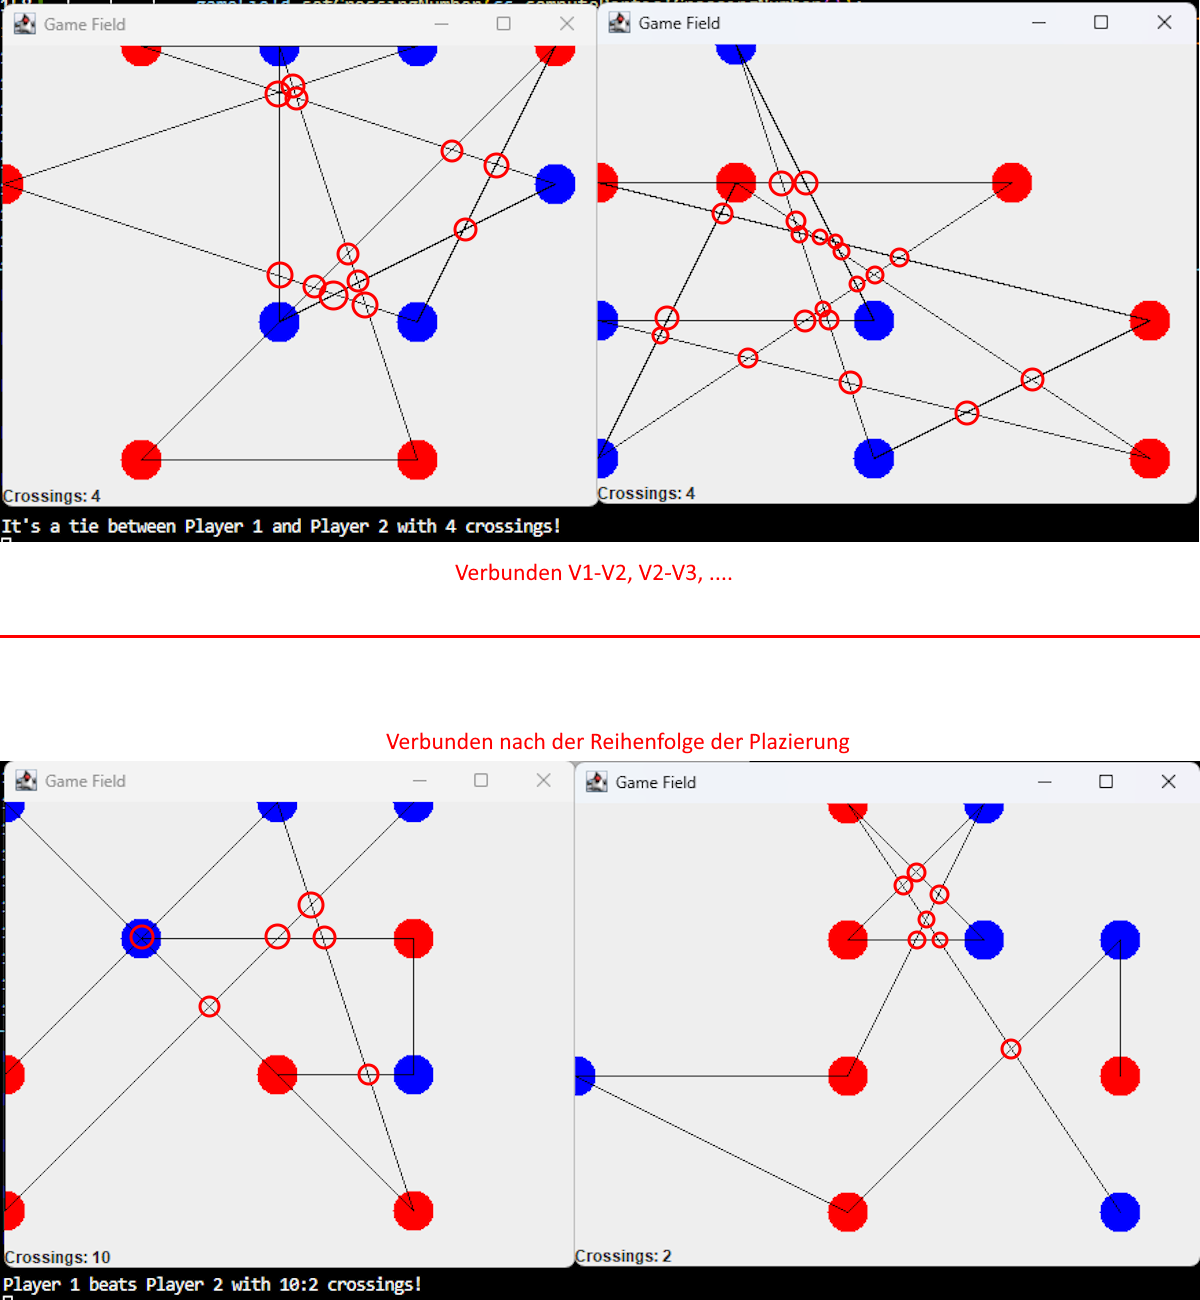 gameField.setCrossingNumber(
Game Field
Game Field
Crossings: 4
Crossings: 4
It's a tie between Player 1 and Player 2 with 4 crossings!
Verbunden V1-V2, V2-V3, ....
Verbunden nach der Reihenfolge der Plazierung
Game Field
Game Field
Crossings: 10
Crossings: 2
Player 1 beats Player 2 with 10:2 crossings!